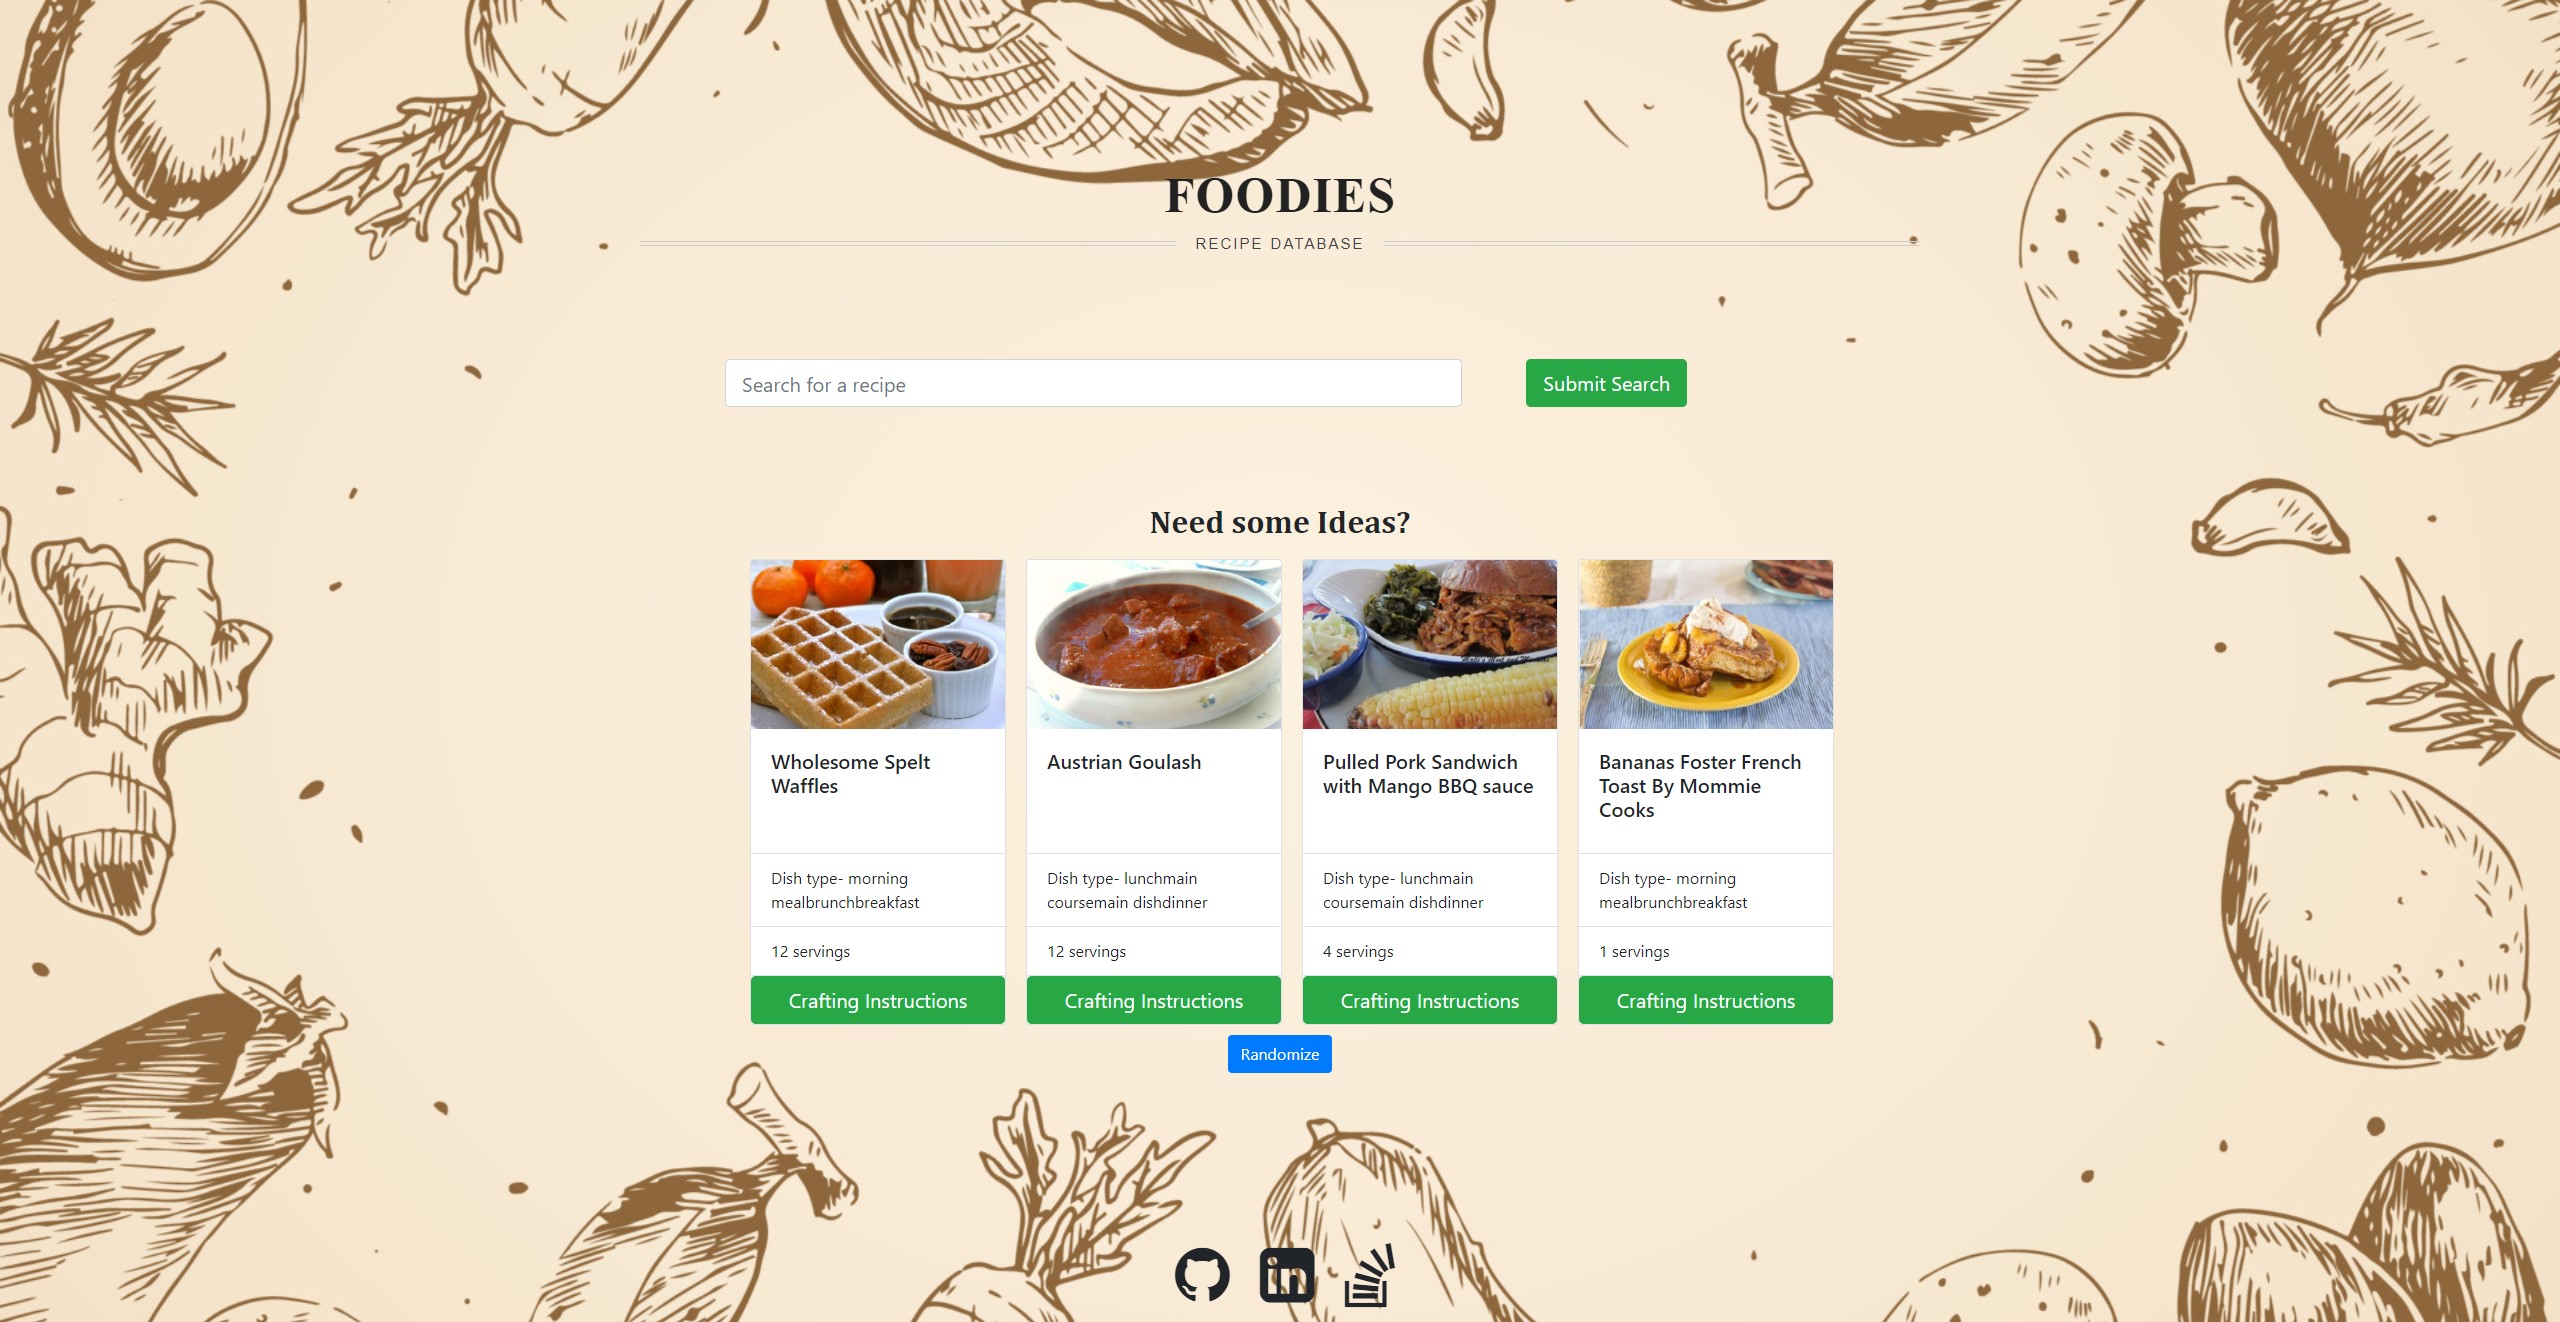 FOODIES
RECIPE DATABASE
Search for a recipe
Submit Search
Need some Ideas?
Wholesome Spelt
Waffles
Dish type- morning
mealbrunchbreakfast
12 servings
Crafting Instructions
Austrian Goulash
Dish type- lunchmain
coursemain dishdinner
12 servings
Crafting Instructions
Pulled Pork Sandwich
with Mango BBQ sauce
Dish type- lunchmain
coursemain dishdinner
4 servings
Crafting Instructions
Bananas Foster French
Toast By Mommie
Cooks
Dish type- morning
mealbrunchbreakfast
1 servings
Crafting Instructions
Randomize
in